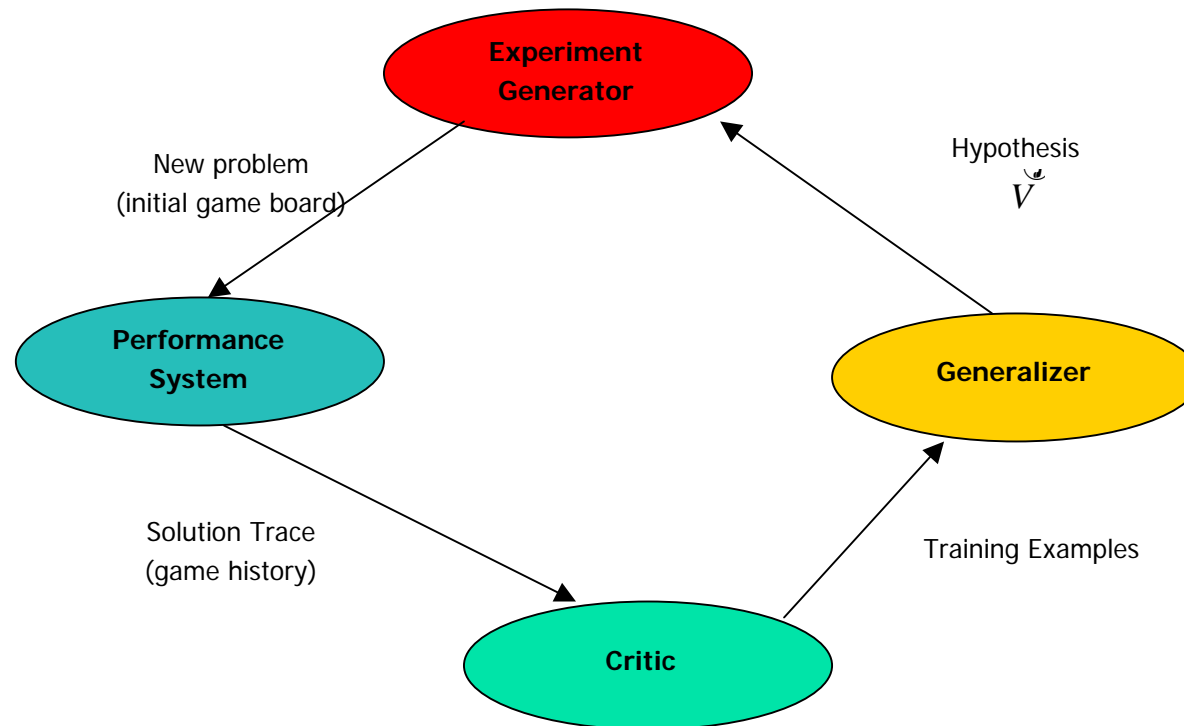 Experiment
Generator
New problem
(initial game board)
Hypothesis
V
Performance
System
Generalizer
Solution Trace
(game history)
Training Examples
Critic